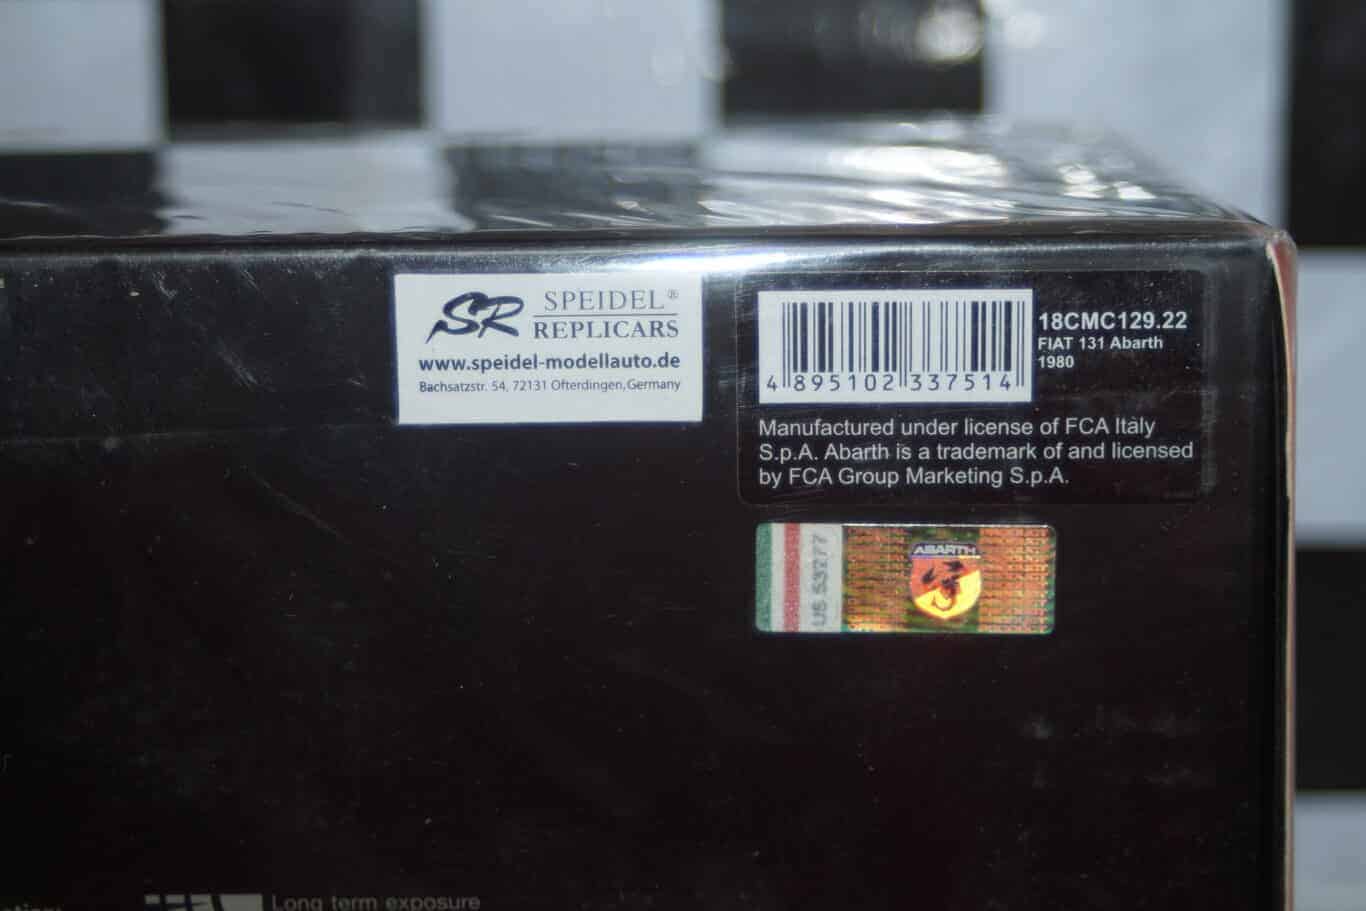 SR SPEIDEL®
REPLICARS
www.speidel-modellauto.de
Bachsatzstr. 54, 72131 Ofterdingen, Germany
18CMC129.22
FIAT 131 Abarth
1980
4 895102 337514
Manufactured under license of FCA Italy
S.p.A. Abarth is a trademark of and licensed
by FCA Group Marketing S.p.A.
US 53277
ABARTH
Long term exposure